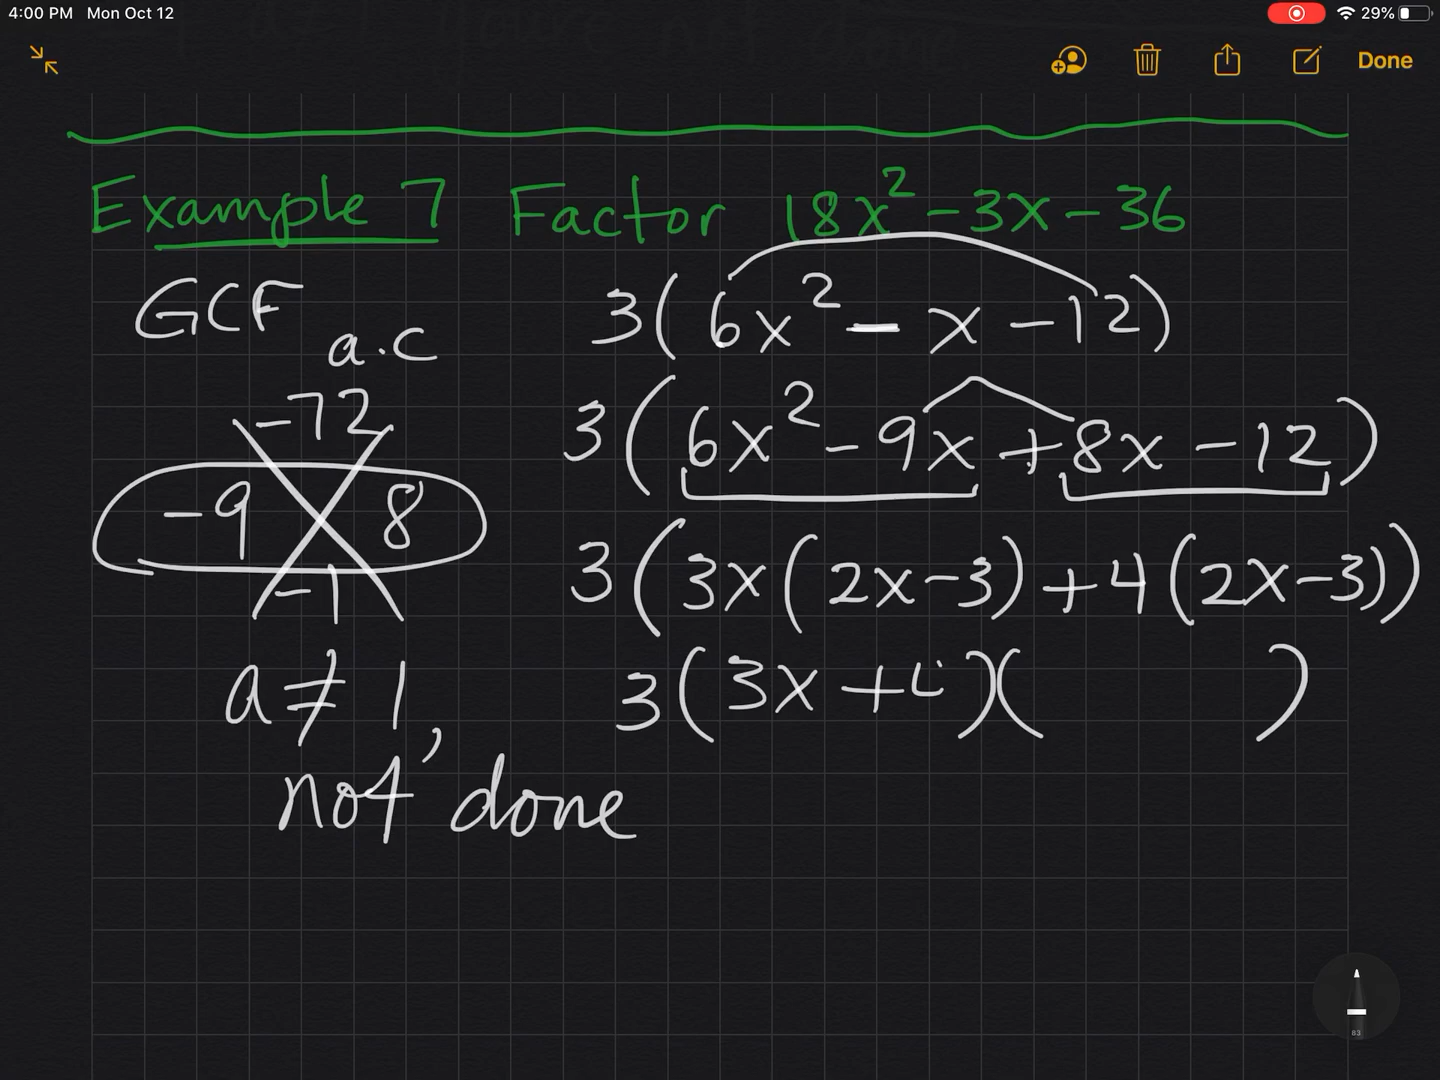 4:00 PM Mon Oct 12
29%
Done
Example 7 Factor 18x² - 3x - 36
GCF
3(6x² - x - 12)
a·c
-72
3(6x² - 9x + 8x - 12)
-9 8
-1
3(3x(2x-3) + 4(2x-3))
a ≠ 1,
3(3x + 4)( )
not done
83